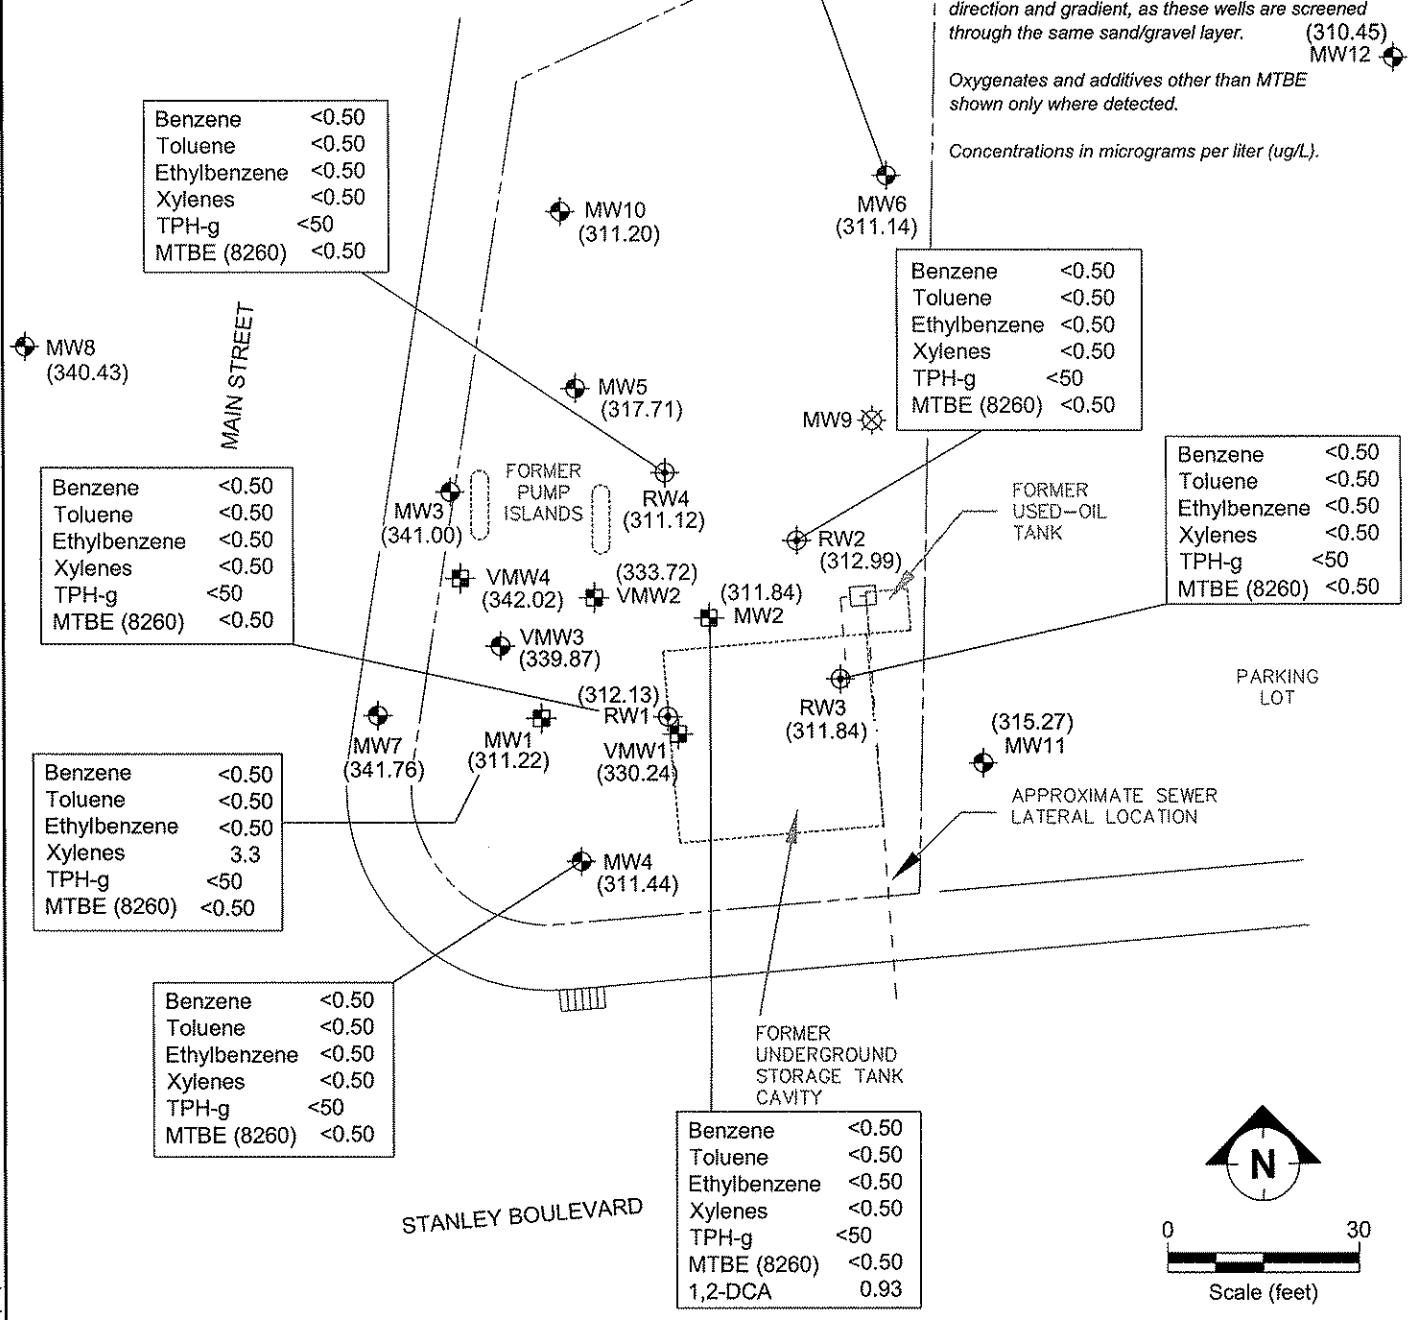 direction and gradient, as these wells are screened
through the same sand/gravel layer.
(310.45)
MW12
Oxygenates and additives other than MTBE
shown only where detected.
Concentrations in micrograms per liter (ug/L).
Benzene <0.50
Toluene <0.50
Ethylbenzene <0.50
Xylenes <0.50
TPH-g <50
MTBE (8260) <0.50
MW10
(311.20)
MW6
(311.14)
Benzene <0.50
Toluene <0.50
Ethylbenzene <0.50
Xylenes <0.50
TPH-g <50
MTBE (8260) <0.50
MW8
(340.43)
MAIN STREET
MW5
(317.71)
MW9
Benzene <0.50
Toluene <0.50
Ethylbenzene <0.50
Xylenes <0.50
TPH-g <50
MTBE (8260) <0.50
Benzene <0.50
Toluene <0.50
Ethylbenzene <0.50
Xylenes <0.50
TPH-g <50
MTBE (8260) <0.50
MW3
(341.00)
FORMER
PUMP
ISLANDS
RW4
(311.12)
RW2
(312.99)
FORMER
USED-OIL
TANK
VMW4
(342.02)
(333.72)
VMW2
(311.84)
MW2
VMW3
(339.87)
(312.13)
RW1
RW3
(311.84)
PARKING
LOT
MW7
(341.76)
MW1
(311.22)
VMW1
(330.24)
(315.27)
MW11
Benzene <0.50
Toluene <0.50
Ethylbenzene <0.50
Xylenes 3.3
TPH-g <50
MTBE (8260) <0.50
APPROXIMATE SEWER
LATERAL LOCATION
MW4
(311.44)
Benzene <0.50
Toluene <0.50
Ethylbenzene <0.50
Xylenes <0.50
TPH-g <50
MTBE (8260) <0.50
FORMER
UNDERGROUND
STORAGE TANK
CAVITY
Benzene <0.50
Toluene <0.50
Ethylbenzene <0.50
Xylenes <0.50
TPH-g <50
MTBE (8260) <0.50
1,2-DCA 0.93
STANLEY BOULEVARD
N
0 30
Scale (feet)